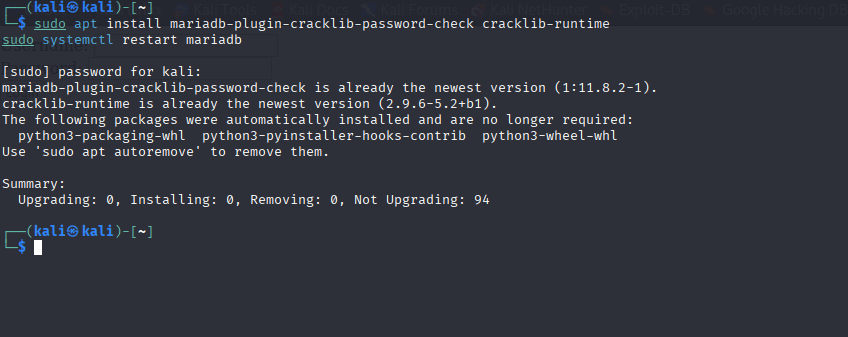 ┌──(kali㉿kali)-[~]
└─$ sudo apt install mariadb-plugin-cracklib-password-check cracklib-runtime
sudo systemctl restart mariadb
[sudo] password for kali:
mariadb-plugin-cracklib-password-check is already the newest version (1:11.8.2-1).
cracklib-runtime is already the newest version (2.9.6-5.2+b1).
The following packages were automatically installed and are no longer required:
  python3-packaging-whl  python3-pyinstaller-hooks-contrib  python3-wheel-whl
Use 'sudo apt autoremove' to remove them.
Summary:
  Upgrading: 0, Installing: 0, Removing: 0, Not Upgrading: 94
┌──(kali㉿kali)-[~]
└─$